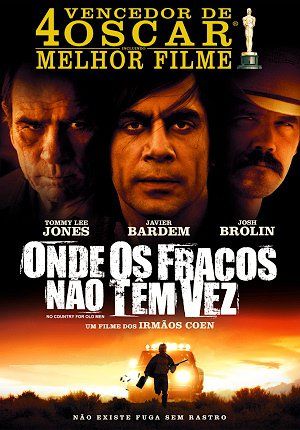 VENCEDOR DE
4 OSCAR
INCLUINDO
MELHOR FILME
TOMMY LEE
JONES
JAVIER
BARDEM
JOSH
BROLIN
ONDE OS FRACOS
NÃO TÊM VEZ
NO COUNTRY FOR OLD MEN
UM FILME DOS IRMÃOS COEN
NÃO EXISTE FUGA SEM RASTRO